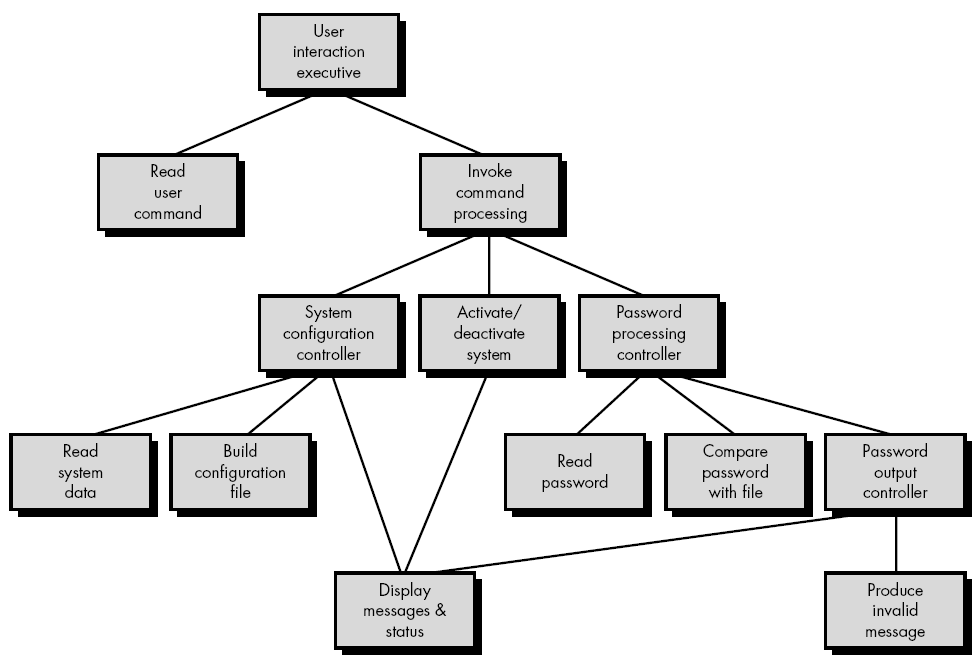 User
interaction
executive
Read
user
command
Invoke
command
processing
System
configuration
controller
Activate/
deactivate
system
Password
processing
controller
Read
system
data
Build
configuration
file
Read
password
Compare
password
with file
Password
output
controller
Display
messages &
status
Produce
invalid
message